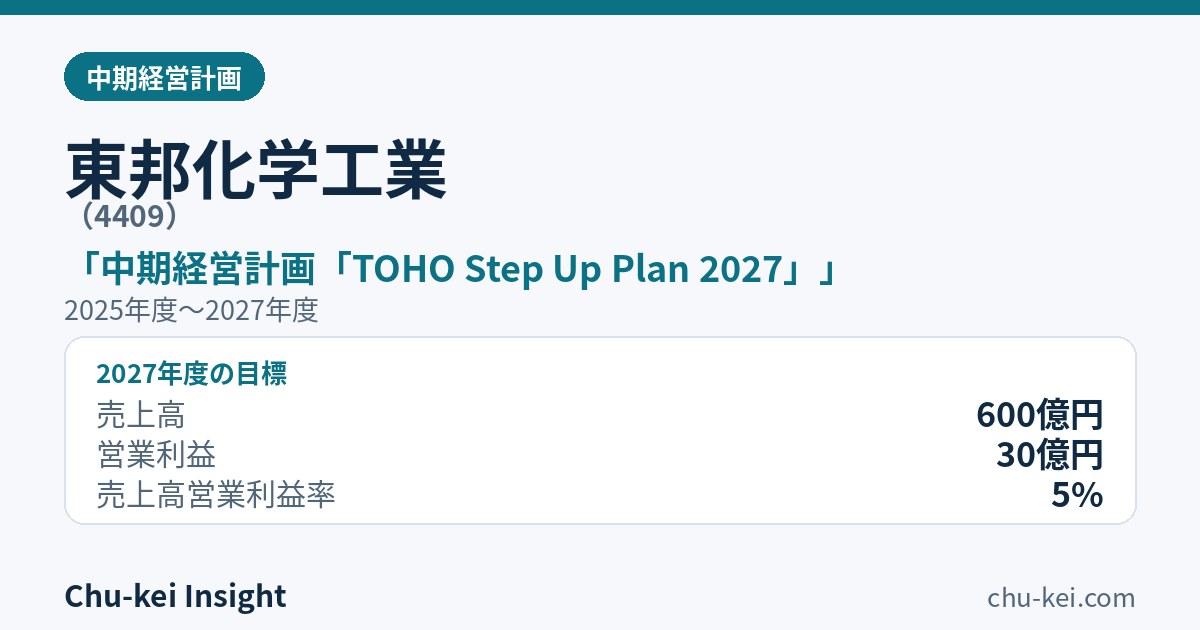 中期経営計画
東邦化学工業
（4409）
「中期経営計画「TOHO Step Up Plan 2027」」
2025年度～2027年度
2027年度の目標
売上高 600億円
営業利益 30億円
売上高営業利益率 5%
Chu-kei Insight chu-kei.com